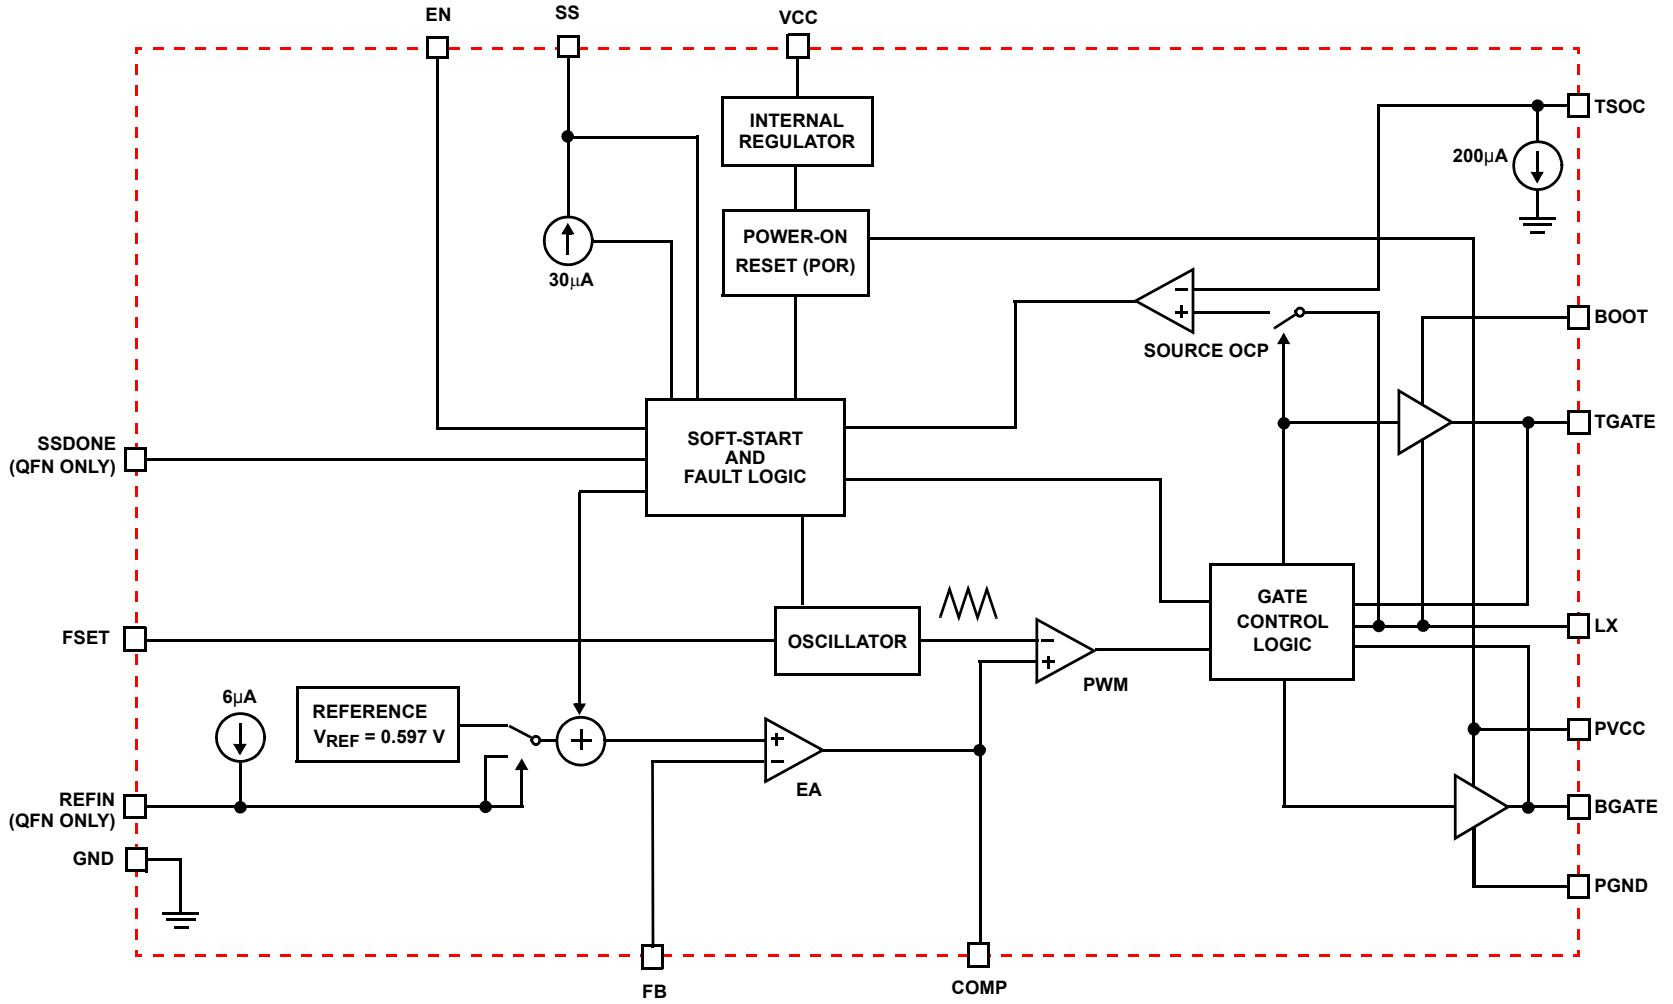 EN
SS
VCC
TSOC
INTERNAL
REGULATOR
200µA
POWER-ON
RESET (POR)
30µA
−
+
SOURCE OCP
BOOT
TGATE
SSDONE
(QFN ONLY)
SOFT-START
AND
FAULT LOGIC
FSET
OSCILLATOR
−
+
PWM
GATE
CONTROL
LOGIC
LX
6µA
REFERENCE
VREF = 0.597 V
+
+
−
EA
PVCC
REFIN
(QFN ONLY)
BGATE
GND
PGND
FB
COMP